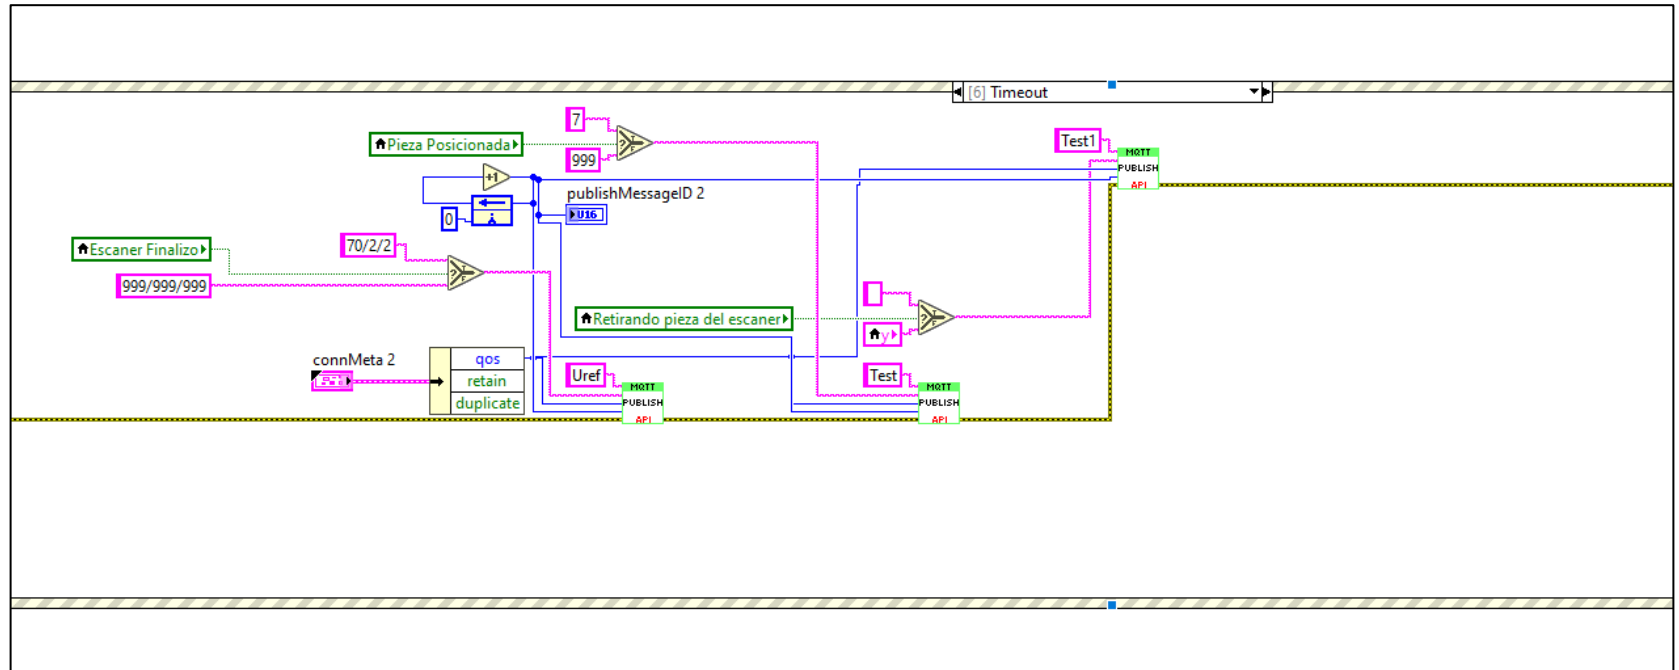 [6] Timeout
7
Test1
Pieza Posicionada
999
MQTT
PUBLISH
API
+1
publishMessageID 2
0
U16
70/2/2
Escaner Finalizo
999/999/999
Retirando pieza del escaner
y
connMeta 2
qos
retain
duplicate
Uref
MQTT
PUBLISH
API
Test
MQTT
PUBLISH
API